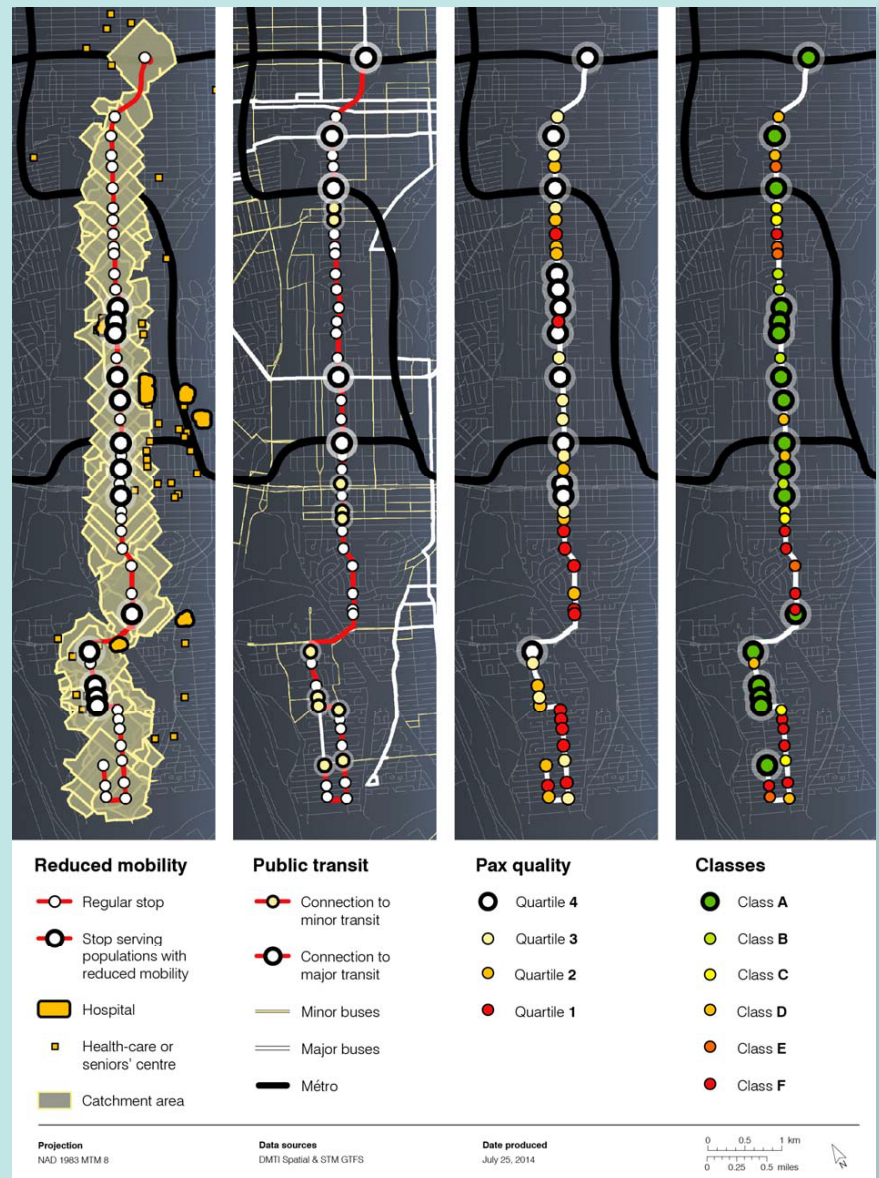 Reduced mobility
Regular stop
Stop serving
populations with
reduced mobility
Hospital
Health-care or
seniors' centre
Catchment area
Public transit
Connection to
minor transit
Connection to
major transit
Minor buses
Major buses
Métro
Pax quality
Quartile 4
Quartile 3
Quartile 2
Quartile 1
Classes
Class A
Class B
Class C
Class D
Class E
Class F
Projection
NAD 1983 MTM 8
Data sources
DMTI Spatial & STM GTFS
Date produced
July 25, 2014
0 0.5 1 km
0 0.25 0.5 miles
N